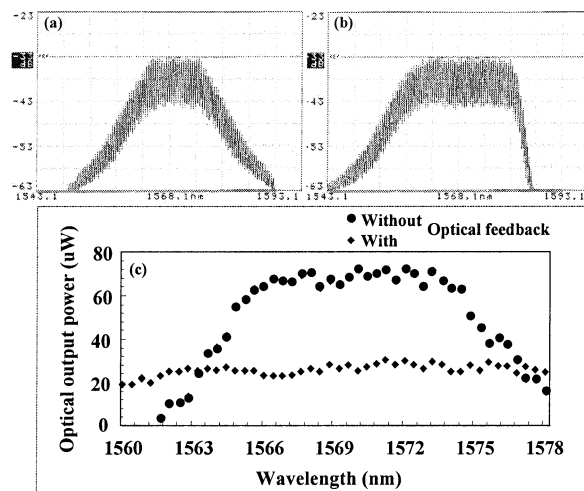 -23
(a)
-43
-53
-63
1543.1
1568.1nm
1593.1
-23
(b)
-43
-53
-63
1543.1
1568.1nm
1593.1
● Without Optical feedback
◆ With
(c)
Optical output power (uW)
80
60
40
20
0
1560 1563 1566 1569 1572 1575 1578
Wavelength (nm)